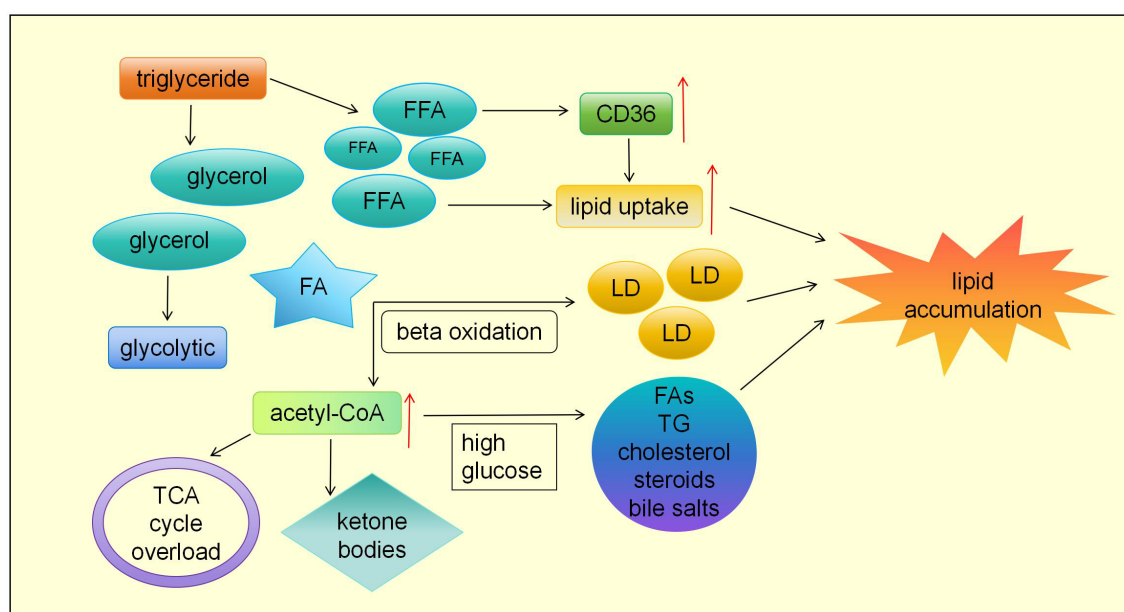 triglyceride
FFA
CD36
FFA
FFA
glycerol
FFA
lipid uptake
glycerol
FA
LD
LD
LD
lipid
accumulation
beta oxidation
glycolytic
acetyl-CoA
high
glucose
FAs
TG
cholesterol
steroids
bile salts
TCA
cycle
overload
ketone
bodies